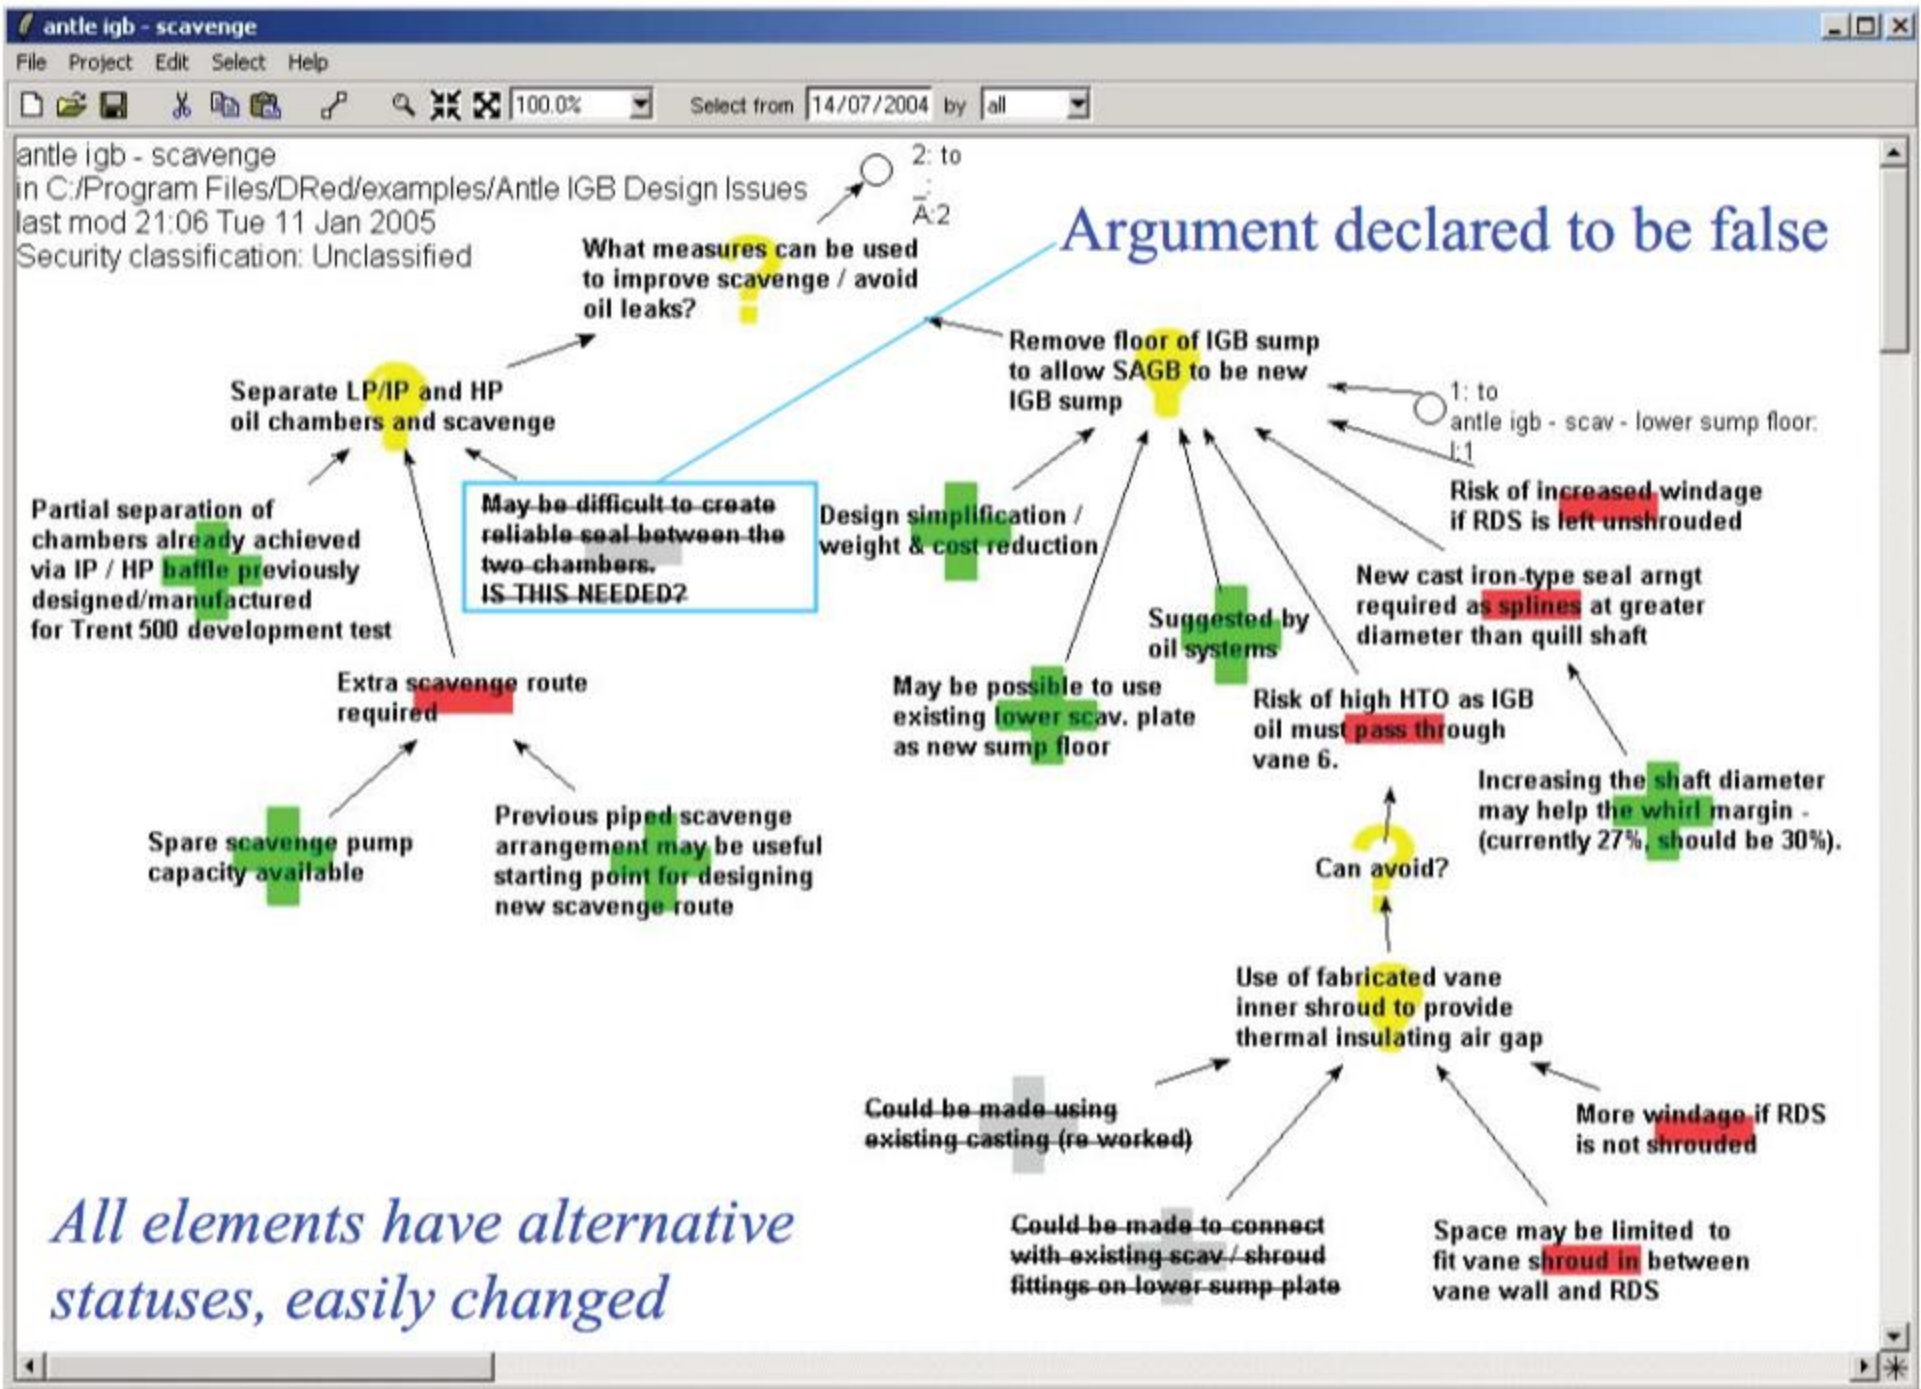 antle igb - scavenge
File Project Edit Select Help
100.0%
Select from 14/07/2004 by all
antle igb - scavenge
in C:/Program Files/DRed/examples/Antle IGB Design Issues
last mod 21:06 Tue 11 Jan 2005
Security classification: Unclassified
2: to
_:
A:2
Argument declared to be false
What measures can be used
to improve scavenge / avoid
oil leaks?
Remove floor of IGB sump
to allow SAGB to be new
IGB sump
1: to
antle igb - scav - lower sump floor:
I:1
Separate LP/IP and HP
oil chambers and scavenge
Partial separation of
chambers already achieved
via IP / HP baffle previously
designed/manufactured
for Trent 500 development test
May be difficult to create
reliable seal between the
two chambers.
IS THIS NEEDED?
Design simplification /
weight & cost reduction
Risk of increased windage
if RDS is left unshrouded
New cast iron-type seal arngt
required as splines at greater
diameter than quill shaft
Suggested by
oil systems
Extra scavenge route
required
May be possible to use
existing lower scav. plate
as new sump floor
Risk of high HTO as IGB
oil must pass through
vane 6.
Increasing the shaft diameter
may help the whirl margin -
(currently 27%, should be 30%).
Spare scavenge pump
capacity available
Previous piped scavenge
arrangement may be useful
starting point for designing
new scavenge route
Can avoid?
Use of fabricated vane
inner shroud to provide
thermal insulating air gap
Could be made using
existing casting (re worked)
More windage if RDS
is not shrouded
Could be made to connect
with existing scav / shroud
fittings on lower sump plate
Space may be limited to
fit vane shroud in between
vane wall and RDS
All elements have alternative
statuses, easily changed